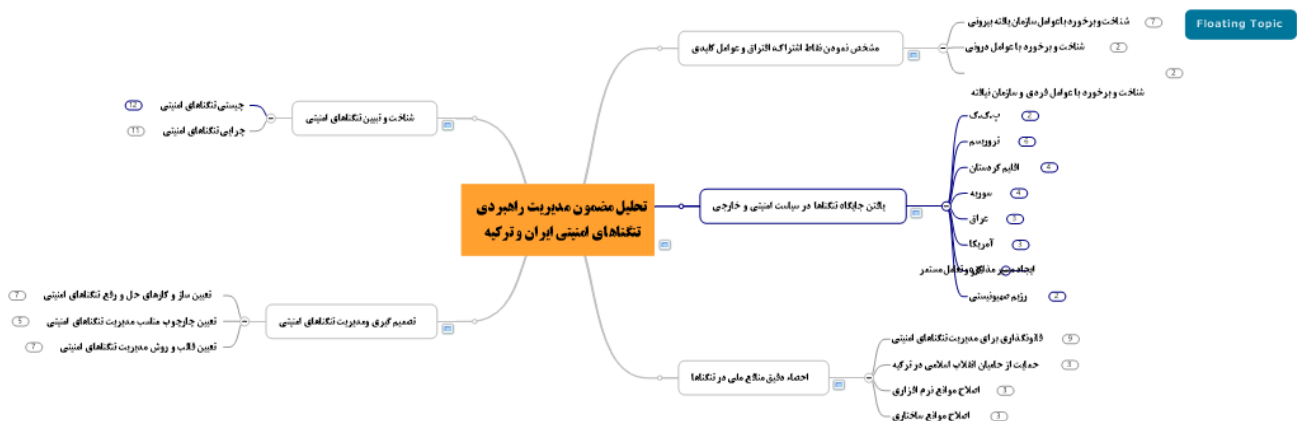 Floating Topic
تحلیل مضمون مدیریت راهبردی
تنگناهای امنیتی ایران و ترکیه
مشخص نمودن نقاط اشتراک، افتراق و عوامل کلیدی
شناخت و برخورد با عوامل سازمان یافته بیرونی 7
شناخت و برخورد با عوامل درونی 2
2
شناخت و برخورد با عوامل فردی و سازمان نیافته
یافتن جایگاه تنگناها در سیاست امنیتی و خارجی
پ.ک.ک 2
تروریسم 6
اقلیم کردستان 4
سوریه 4
عراق
آمریکا 3
ایجاد مسیر مذاکره و تعامل مستمر
رژیم صهیونیستی 2
احصاء دقیق منافع ملی در تنگناها
قانونگذاری برای مدیریت تنگناهای امنیتی 9
حمایت از حامیان انقلاب اسلامی در ترکیه 3
اصلاح موانع نرم افزاری 3
اصلاح موانع ساختاری 3
شناخت و تبیین تنگناهای امنیتی
چیستی تنگناهای امنیتی 12
چرایی تنگناهای امنیتی 11
تصمیم گیری ومدیریت تنگناهای امنیتی
تعیین ساز و کارهای حل و رفع تنگناهای امنیتی 7
تعیین چارچوب مناسب مدیریت تنگناهای امنیتی 5
تعیین قالب و روش مدیریت تنگناهای امنیتی 7